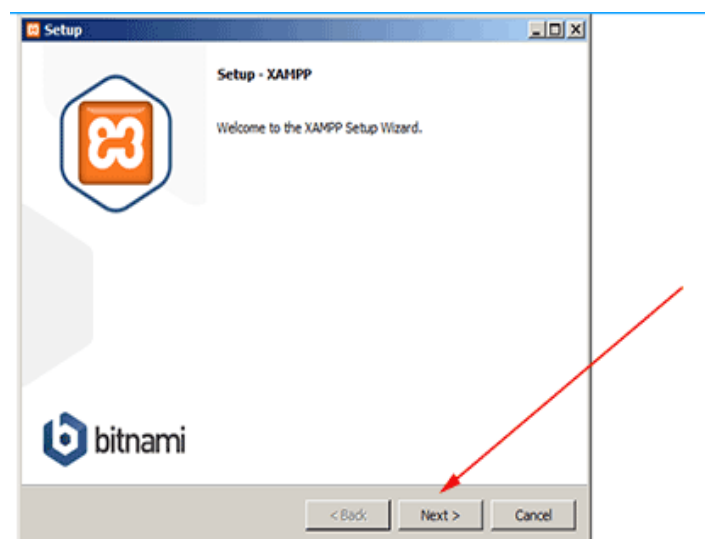 Setup
Setup - XAMPP
Welcome to the XAMPP Setup Wizard.
bitnami
< Back
Next >
Cancel